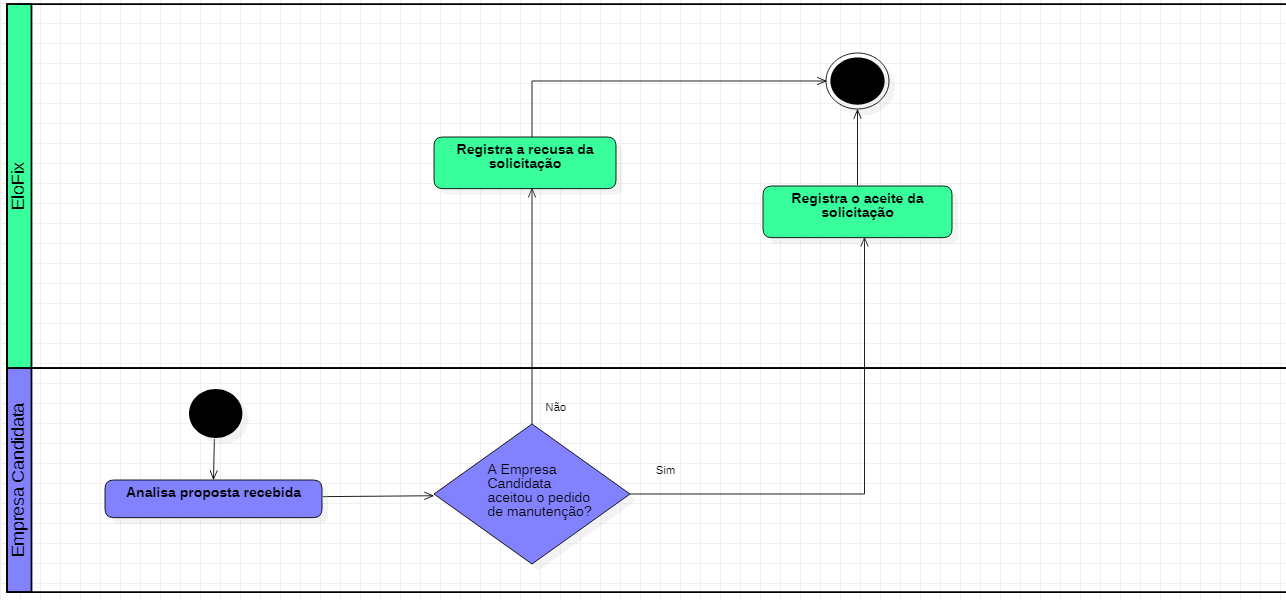 EloFix
Registra a recusa da
solicitação
Registra o aceite da
solicitação
Empresa Candidata
Analisa proposta recebida
Não
A Empresa
Candidata
aceitou o pedido
de manutenção?
Sim